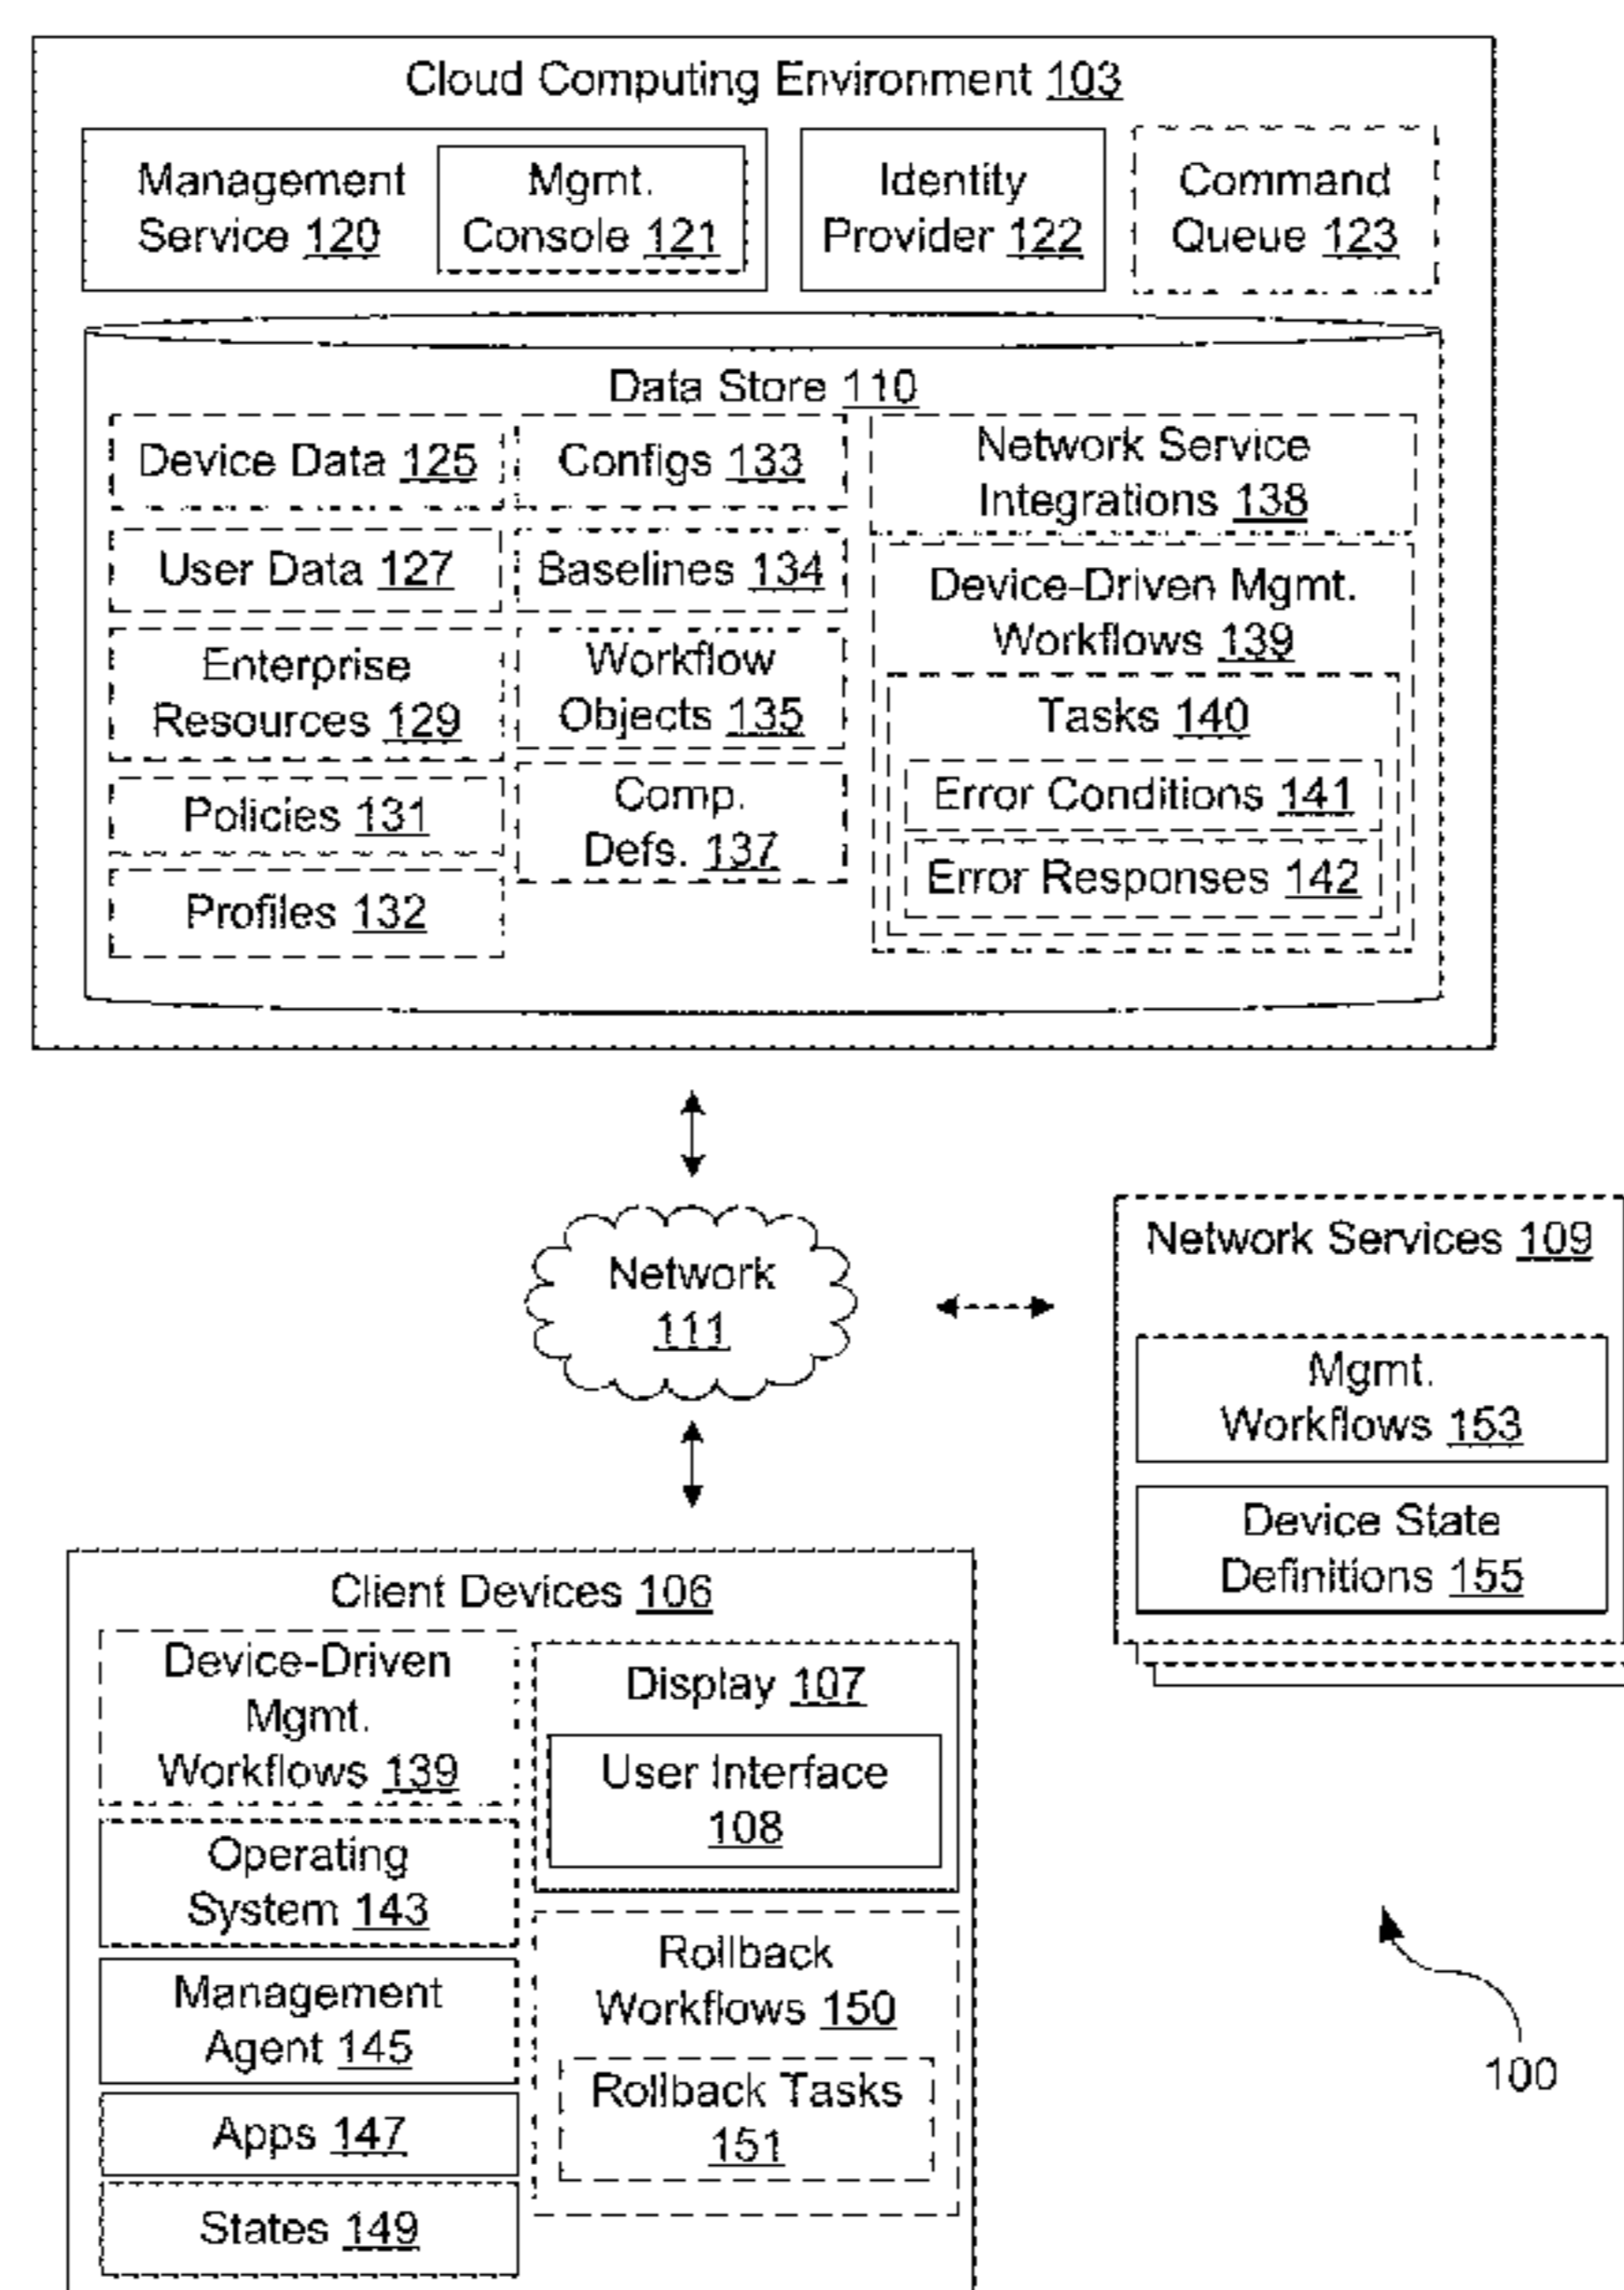 Cloud Computing Environment 103
Management
Service 120
Mgmt.
Console 121
Identity
Provider 122
Command
Queue 123
Data Store 110
Device Data 125
User Data 127
Enterprise
Resources 129
Policies 131
Profiles 132
Configs 133
Baselines 134
Workflow
Objects 135
Comp.
Defs. 137
Network Service
Integrations 138
Device-Driven Mgmt.
Workflows 139
Tasks 140
Error Conditions 141
Error Responses 142
Network
111
Network Services 109
Mgmt.
Workflows 153
Device State
Definitions 155
Client Devices 106
Device-Driven
Mgmt.
Workflows 139
Operating
System 143
Management
Agent 145
Apps 147
States 149
Display 107
User Interface
108
Rollback
Workflows 150
Rollback Tasks
151
100